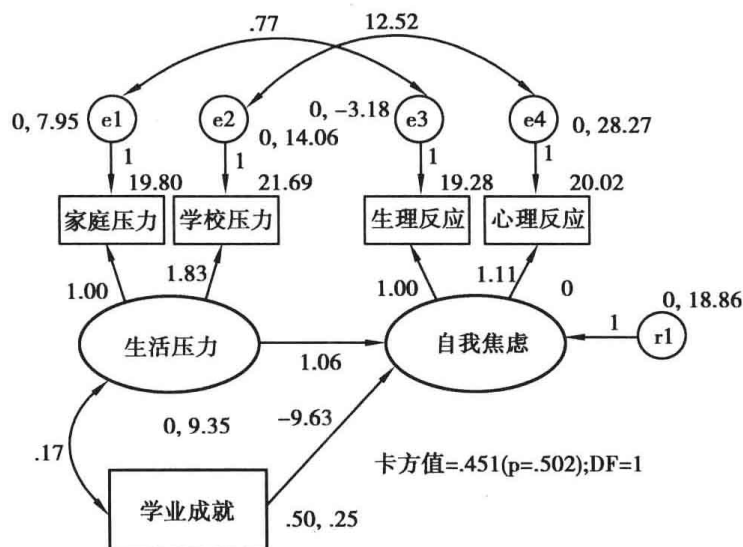 .77
12.52
0, 7.95
e1
e2
0, 14.06
0, -3.18
e3
e4
0, 28.27
1
1
1
1
19.80
21.69
19.28
20.02
家庭压力
学校压力
生理反应
心理反应
1.00
1.83
1.00
1.11
0
0, 18.86
生活压力
1.06
自我焦虑
1
r1
0, 9.35
-9.63
.17
卡方值=.451(p=.502);DF=1
学业成就
.50, .25